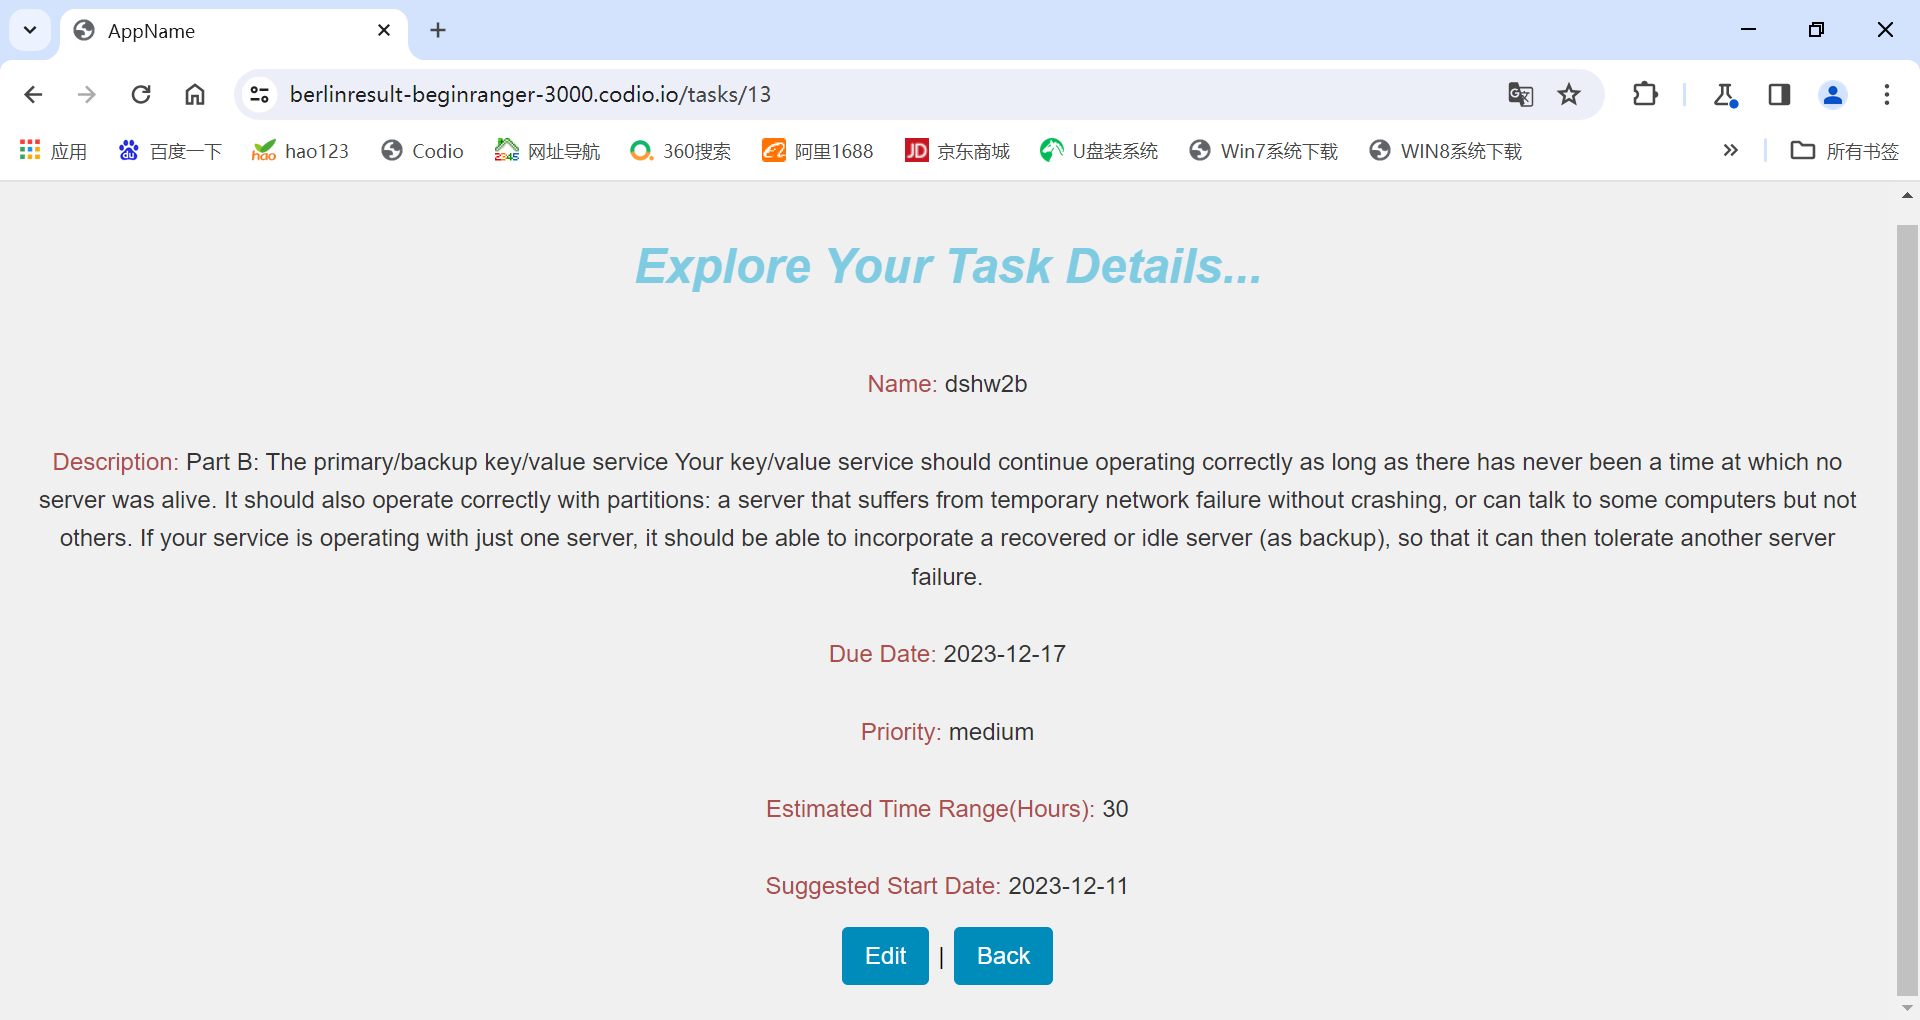 AppName
berlinresult-beginranger-3000.codio.io/tasks/13
应用 百度一下 hao hao123 Codio 2345 网址导航 360搜索 阿里1688 JD 京东商城 U盘装系统 Win7系统下载 WIN8系统下载 所有书签
Explore Your Task Details...
Name: dshw2b
Description: Part B: The primary/backup key/value service Your key/value service should continue operating correctly as long as there has never been a time at which no
server was alive. It should also operate correctly with partitions: a server that suffers from temporary network failure without crashing, or can talk to some computers but not
others. If your service is operating with just one server, it should be able to incorporate a recovered or idle server (as backup), so that it can then tolerate another server
failure.
Due Date: 2023-12-17
Priority: medium
Estimated Time Range(Hours): 30
Suggested Start Date: 2023-12-11
Edit | Back